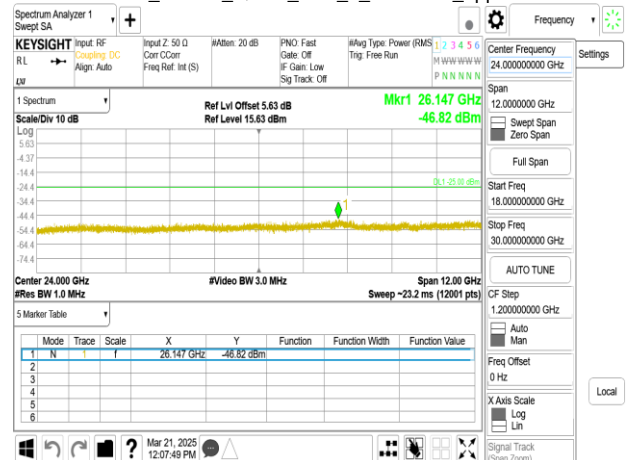 Spectrum Analyzer 1
Swept SA
+
Frequency
KEYSIGHT
RL
Input: RF
Coupling: DC
Align: Auto
Input Z: 50 Ω
Corr CCorr
Freq Ref: Int (S)
#Atten: 20 dB
PNO: Fast
Gate: Off
IF Gain: Low
Sig Track: Off
#Avg Type: Power (RMS
Trig: Free Run
1 2 3 4 5 6
M W W W W W
P N N N N N
Center Frequency
24.000000000 GHz
Settings
1 Spectrum
Scale/Div 10 dB
Ref Lvl Offset 5.63 dB
Ref Level 15.63 dBm
Mkr1 26.147 GHz
-46.82 dBm
Log
5.63
-4.37
-14.4
-24.4
-34.4
-44.4
-54.4
-64.4
-74.4
DL1 -25.00 dBm
1
Center 24.000 GHz
#Res BW 1.0 MHz
#Video BW 3.0 MHz
Span 12.00 GHz
Sweep ~23.2 ms (12001 pts)
Span
12.0000000 GHz
Swept Span
Zero Span
Full Span
Start Freq
18.000000000 GHz
Stop Freq
30.000000000 GHz
AUTO TUNE
CF Step
1.200000000 GHz
Auto
Man
Freq Offset
0 Hz
X Axis Scale
Log
Lin
Signal Track
(Span Zoom)
Local
5 Marker Table
Mode Trace Scale X Y Function Function Width Function Value
1 N 1 f 26.147 GHz -46.82 dBm
2
3
4
5
6
?
Mar 21, 2025
12:07:49 PM